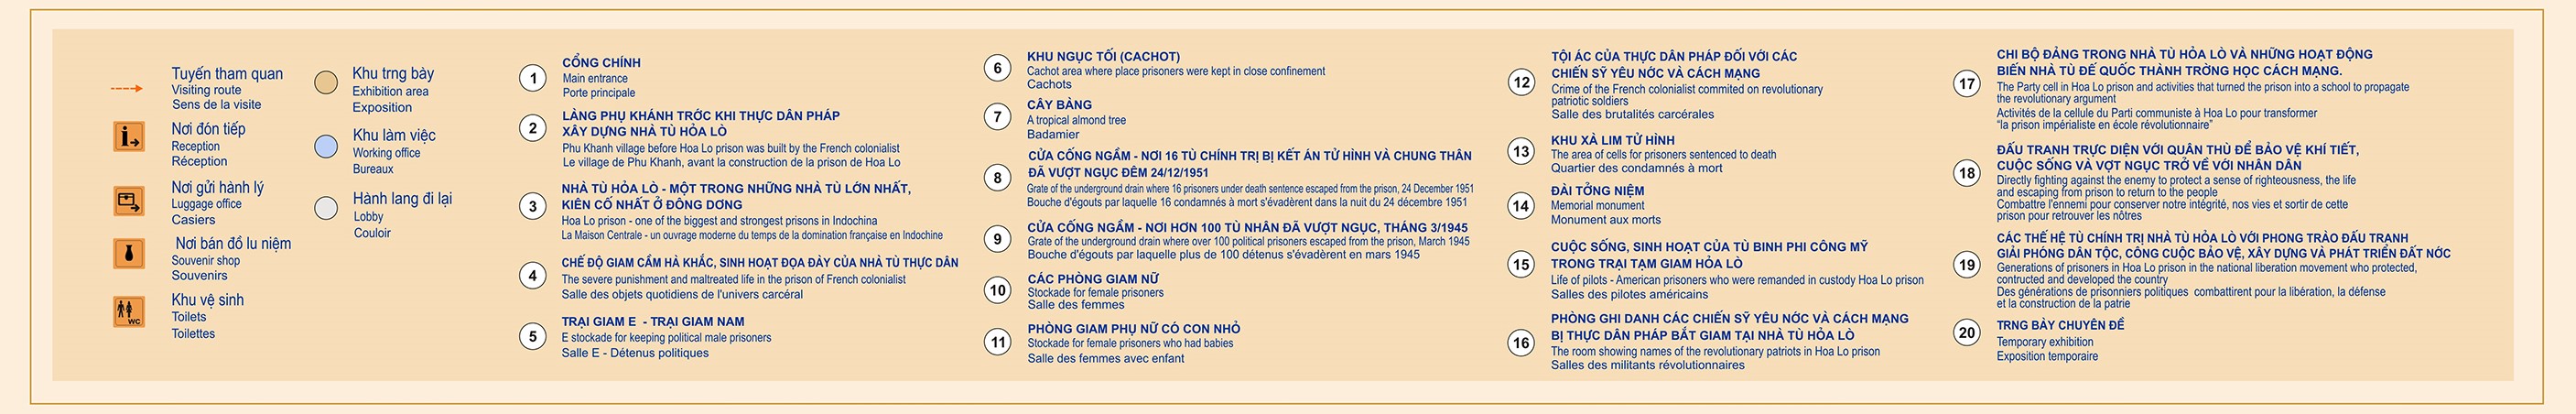 Tuyến tham quan
Visiting route
Sens de la visite
Nơi đón tiếp
Reception
Réception
Nơi gửi hành lý
Luggage office
Casiers
Nơi bán đồ lu niệm
Souvenir shop
Souvenirs
WC
Khu vệ sinh
Toilets
Toilettes
Khu trng bày
Exhibition area
Exposition
Khu làm việc
Working office
Bureaux
Hành lang đi lại
Lobby
Couloir
1
CỔNG CHÍNH
Main entrance
Porte principale
2
LÀNG PHỤ KHÁNH TRỚC KHI THỰC DÂN PHÁP
XÂY DỰNG NHÀ TÙ HỎA LÒ
Phu Khanh village before Hoa Lo prison was built by the French colonialist
Le village de Phu Khanh, avant la construction de la prison de Hoa Lo
3
NHÀ TÙ HỎA LÒ - MỘT TRONG NHỮNG NHÀ TÙ LỚN NHẤT,
KIÊN CỐ NHẤT Ở ĐÔNG DƠNG
Hoa Lo prison - one of the biggest and strongest prisons in Indochina
La Maison Centrale - un ouvrage moderne du temps de la domination française en Indochine
4
CHẾ ĐỘ GIAM CẦM HÀ KHẮC, SINH HOẠT ĐỌA ĐÀY CỦA NHÀ TÙ THỰC DÂN
The severe punishment and maltreated life in the prison of French colonialist
Salle des objets quotidiens de l'univers carcéral
5
TRẠI GIAM E - TRẠI GIAM NAM
E stockade for keeping political male prisoners
Salle E - Détenus politiques
6
KHU NGỤC TỐI (CACHOT)
Cachot area where place prisoners were kept in close confinement
Cachots
7
CÂY BÀNG
A tropical almond tree
Badamier
8
CỬA CỐNG NGẦM - NƠI 16 TÙ CHÍNH TRỊ BỊ KẾT ÁN TỬ HÌNH VÀ CHUNG THÂN
ĐÃ VƯỢT NGỤC ĐÊM 24/12/1951
Grate of the underground drain where 16 prisoners under death sentence escaped from the prison, 24 December 1951
Bouche d'égouts par laquelle 16 condamnés à mort s'évadèrent dans la nuit du 24 décembre 1951
9
CỬA CỐNG NGẦM - NƠI HƠN 100 TÙ NHÂN ĐÃ VƯỢT NGỤC, THÁNG 3/1945
Grate of the underground drain where over 100 political prisoners escaped from the prison, March 1945
Bouche d'égouts par laquelle plus de 100 détenus s'évadèrent en mars 1945
10
CÁC PHÒNG GIAM NỮ
Stockade for female prisoners
Salle des femmes
11
PHÒNG GIAM PHỤ NỮ CÓ CON NHỎ
Stockade for female prisoners who had babies
Salle des femmes avec enfant
12
TỘI ÁC CỦA THỰC DÂN PHÁP ĐỐI VỚI CÁC
CHIẾN SỸ YÊU NỚC VÀ CÁCH MẠNG
Crime of the French colonialist commited on revolutionary
patriotic soldiers
Salle des brutalités carcérales
13
KHU XÀ LIM TỬ HÌNH
The area of cells for prisoners sentenced to death
Quartier des condamnés à mort
14
ĐÀI TỞNG NIỆM
Memorial monument
Monument aux morts
15
CUỘC SỐNG, SINH HOẠT CỦA TÙ BINH PHI CÔNG MỸ
TRONG TRẠI TẠM GIAM HỎA LÒ
Life of pilots - American prisoners who were remanded in custody Hoa Lo prison
Salles des pilotes américains
16
PHÒNG GHI DANH CÁC CHIẾN SỸ YÊU NỚC VÀ CÁCH MẠNG
BỊ THỰC DÂN PHÁP BẮT GIAM TẠI NHÀ TÙ HỎA LÒ
The room showing names of the revolutionary patriots in Hoa Lo prison
Salles des militants révolutionnaires
17
CHI BỘ ĐẢNG TRONG NHÀ TÙ HỎA LÒ VÀ NHỮNG HOẠT ĐỘNG
BIẾN NHÀ TÙ ĐẾ QUỐC THÀNH TRỜNG HỌC CÁCH MẠNG.
The Party cell in Hoa Lo prison and activities that turned the prison into a school to propagate
the revolutionary argument
Activités de la cellule du Parti communiste à Hoa Lo pour transformer
"la prison impérialiste en école révolutionnaire"
18
ĐẤU TRANH TRỰC DIỆN VỚI QUÂN THÙ ĐỂ BẢO VỆ KHÍ TIẾT,
CUỘC SỐNG VÀ VỢT NGỤC TRỞ VỀ VỚI NHÂN DÂN
Directly fighting against the enemy to protect a sense of righteousness, the life
and escaping from prison to return to the people
Combattre l'ennemi pour conserver notre intégrité, nos vies et sortir de cette
prison pour retrouver les nôtres
19
CÁC THẾ HỆ TÙ CHÍNH TRỊ NHÀ TÙ HỎA LÒ VỚI PHONG TRÀO ĐẤU TRANH
GIẢI PHÓNG DÂN TỘC, CÔNG CUỘC BẢO VỆ, XÂY DỰNG VÀ PHÁT TRIỂN ĐẤT NỚC
Generations of prisoners in Hoa Lo prison in the national liberation movement who protected,
contructed and developed the country
Des générations de prisonniers politiques combattirent pour la libération, la défense
et la construction de la patrie
20
TRNG BÀY CHUYÊN ĐỀ
Temporary exhibition
Exposition temporaire